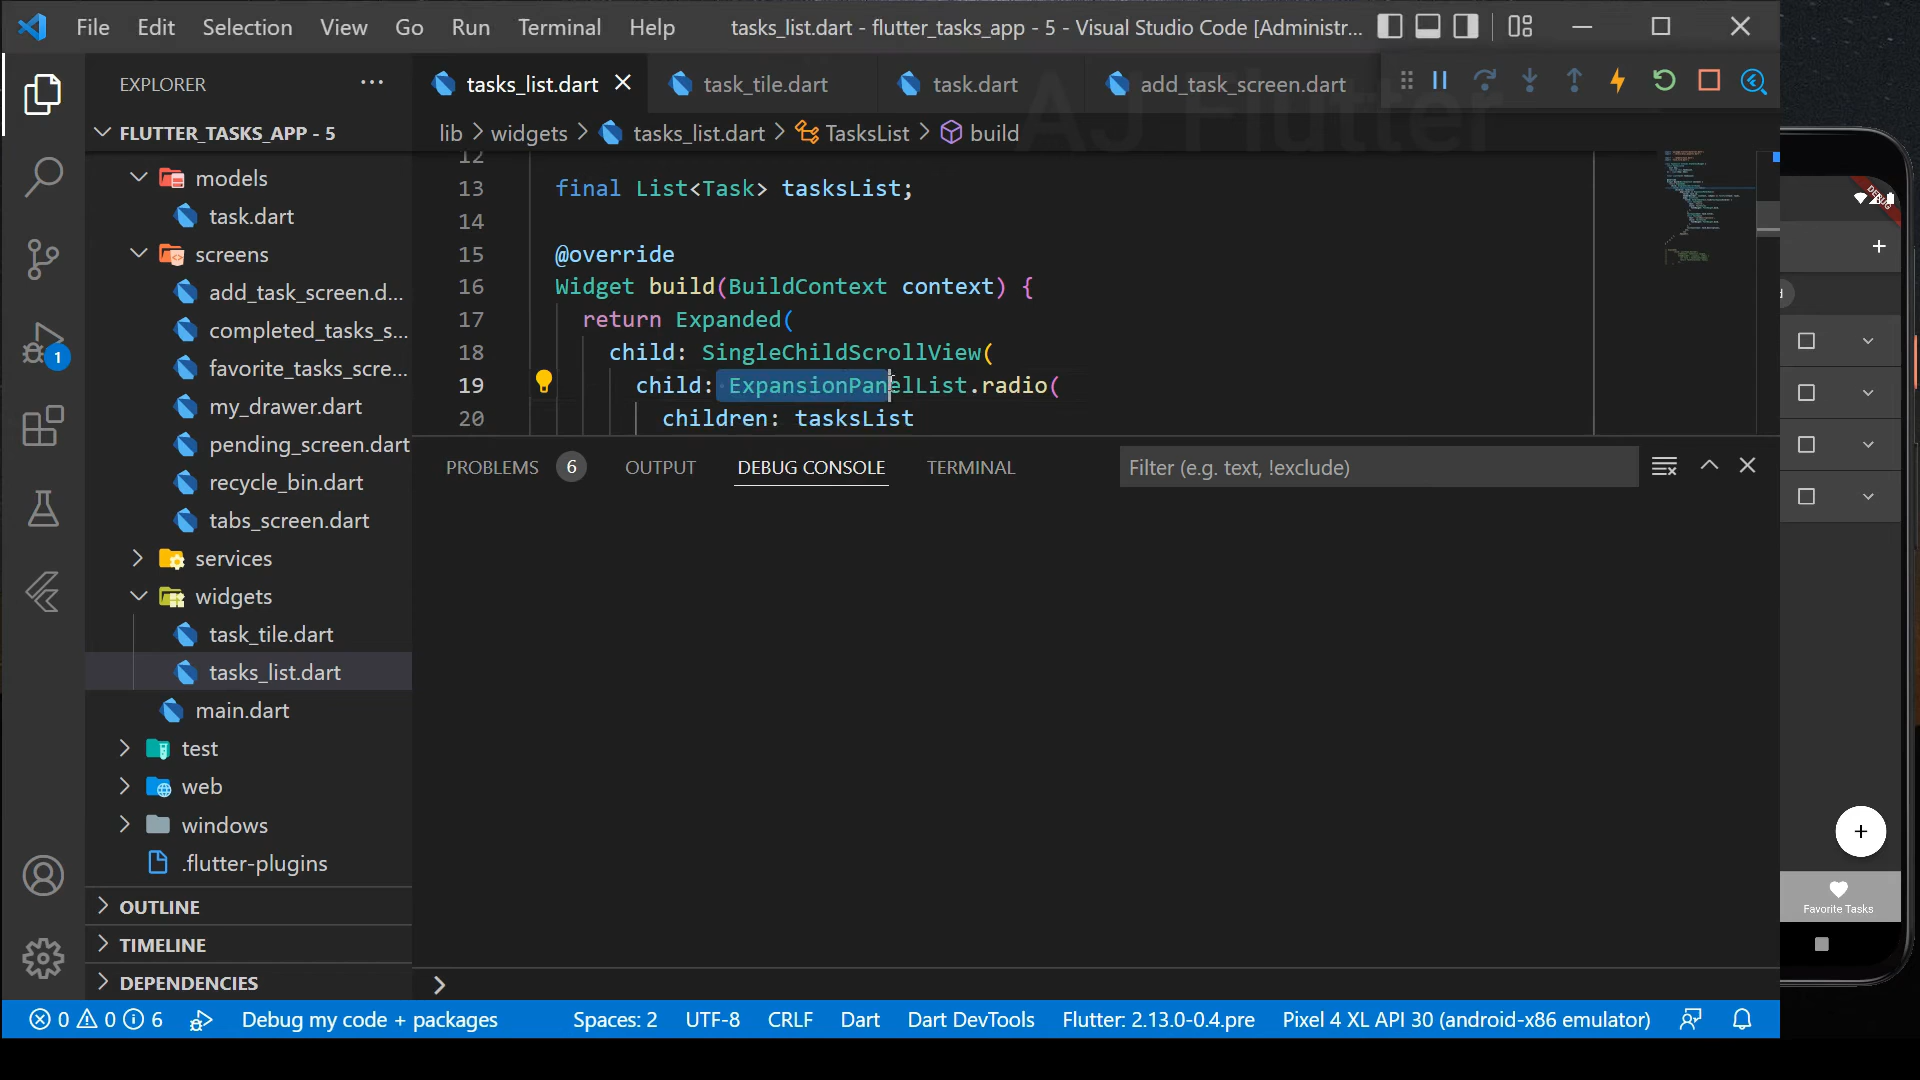 File Edit Selection View Go Run Terminal Help tasks_list.dart - flutter_tasks_app - 5 - Visual Studio Code [Administr...
EXPLORER ...
tasks_list.dart task_tile.dart task.dart add_task_screen.dart
AJ Flutter
FLUTTER_TASKS_APP - 5
lib > widgets > tasks_list.dart > TasksList > build
models
task.dart
screens
add_task_screen.d...
completed_tasks_s...
favorite_tasks_scre...
my_drawer.dart
pending_screen.dart
recycle_bin.dart
tabs_screen.dart
services
widgets
task_tile.dart
tasks_list.dart
main.dart
test
web
windows
.flutter-plugins
OUTLINE
TIMELINE
DEPENDENCIES
1
12
13 final List<Task> tasksList;
14
15 @override
16 Widget build(BuildContext context) {
17 return Expanded(
18 child: SingleChildScrollView(
19 child: ExpansionPanelList.radio(
20 children: tasksList
PROBLEMS 6 OUTPUT DEBUG CONSOLE TERMINAL Filter (e.g. text, !exclude)
>
DEBUG
d
Favorite Tasks
0 0 6 Debug my code + packages Spaces: 2 UTF-8 CRLF Dart Dart DevTools Flutter: 2.13.0-0.4.pre Pixel 4 XL API 30 (android-x86 emulator)